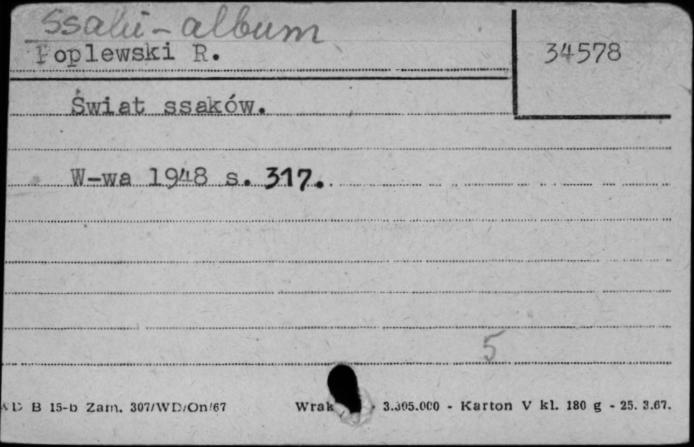 Ssaki-album
Poplewski R.
34578
Świat ssaków.
W-wa 1948 s. 317.
5
B 15-b Zam. 307/WD/On/67
Wrak 3.305.000 - Karton V kl. 180 g - 25. 3.67.